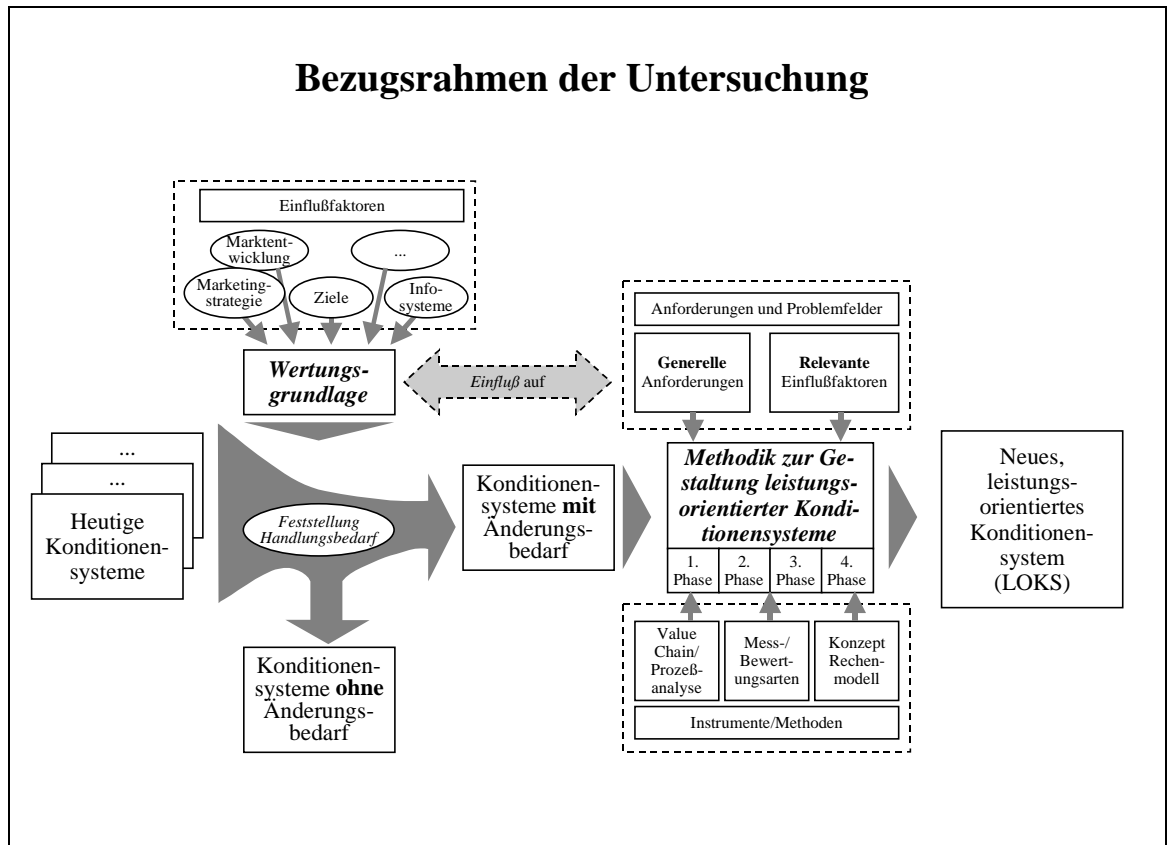 Bezugsrahmen der Untersuchung
Einflußfaktoren
Marktent-
wicklung
...
Marketing-
strategie
Ziele
Info-
systeme
Wertungs-
grundlage
Einfluß auf
Anforderungen und Problemfelder
Generelle
Anforderungen
Relevante
Einflußfaktoren
...
...
Heutige
Konditionen-
systeme
Feststellung
Handlungsbedarf
Konditionen-
systeme mit
Änderungs-
bedarf
Konditionen-
systeme ohne
Änderungs-
bedarf
Methodik zur Ge-
staltung leistungs-
orientierter Kondi-
tionensysteme
1.
Phase
2.
Phase
3.
Phase
4.
Phase
Value
Chain/
Prozeß-
analyse
Mess-/
Bewert-
ungsarten
Konzept
Rechen-
modell
Instrumente/Methoden
Neues,
leistungs-
orientiertes
Konditionen-
system
(LOKS)